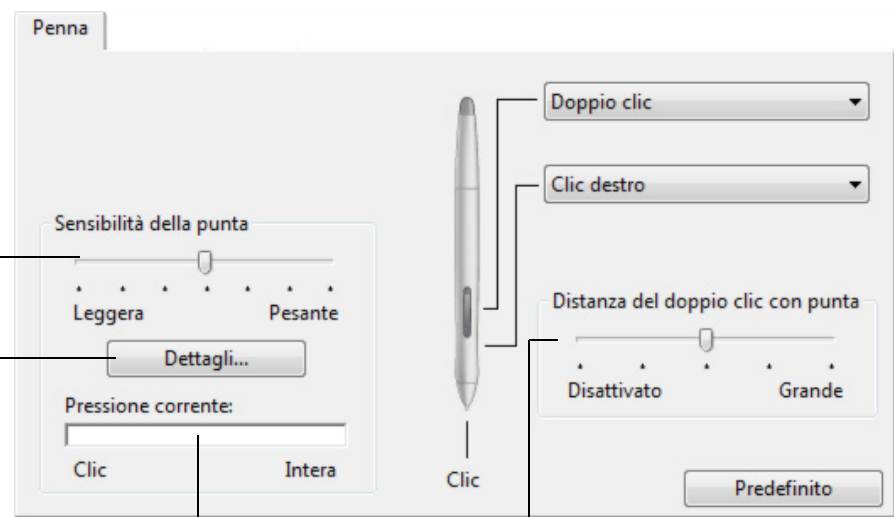 Penna
Doppio clic
Clic destro
Sensibilità della punta
Leggera Pesante
Dettagli...
Pressione corrente:
Clic Intera
Clic
Distanza del doppio clic con punta
Disattivato Grande
Predefinito